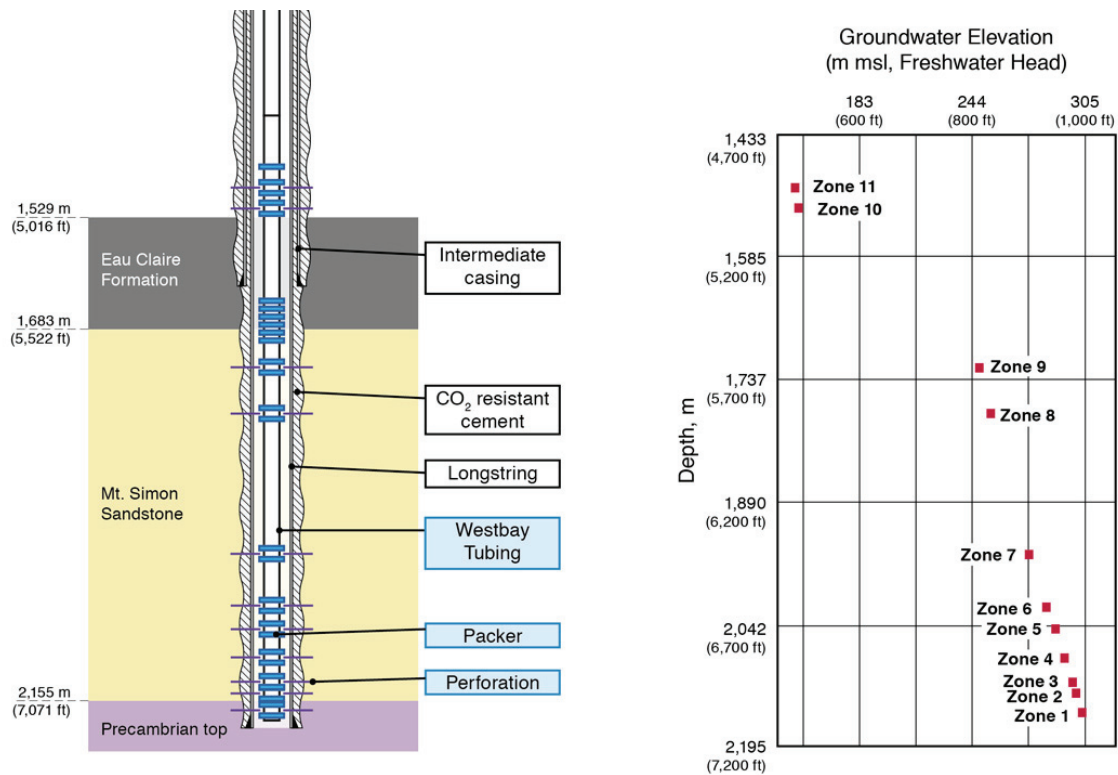 1,529 m
(5,016 ft)
Eau Claire
Formation
1,683 m
(5,522 ft)
Mt. Simon
Sandstone
2,155 m
(7,071 ft)
Precambrian top
Intermediate
casing
CO₂ resistant
cement
Longstring
Westbay
Tubing
Packer
Perforation
Groundwater Elevation
(m msl, Freshwater Head)
183
(600 ft)
244
(800 ft)
305
(1,000 ft)
Depth, m
1,433
(4,700 ft)
1,585
(5,200 ft)
1,737
(5,700 ft)
1,890
(6,200 ft)
2,042
(6,700 ft)
2,195
(7,200 ft)
Zone 11
Zone 10
Zone 9
Zone 8
Zone 7
Zone 6
Zone 5
Zone 4
Zone 3
Zone 2
Zone 1